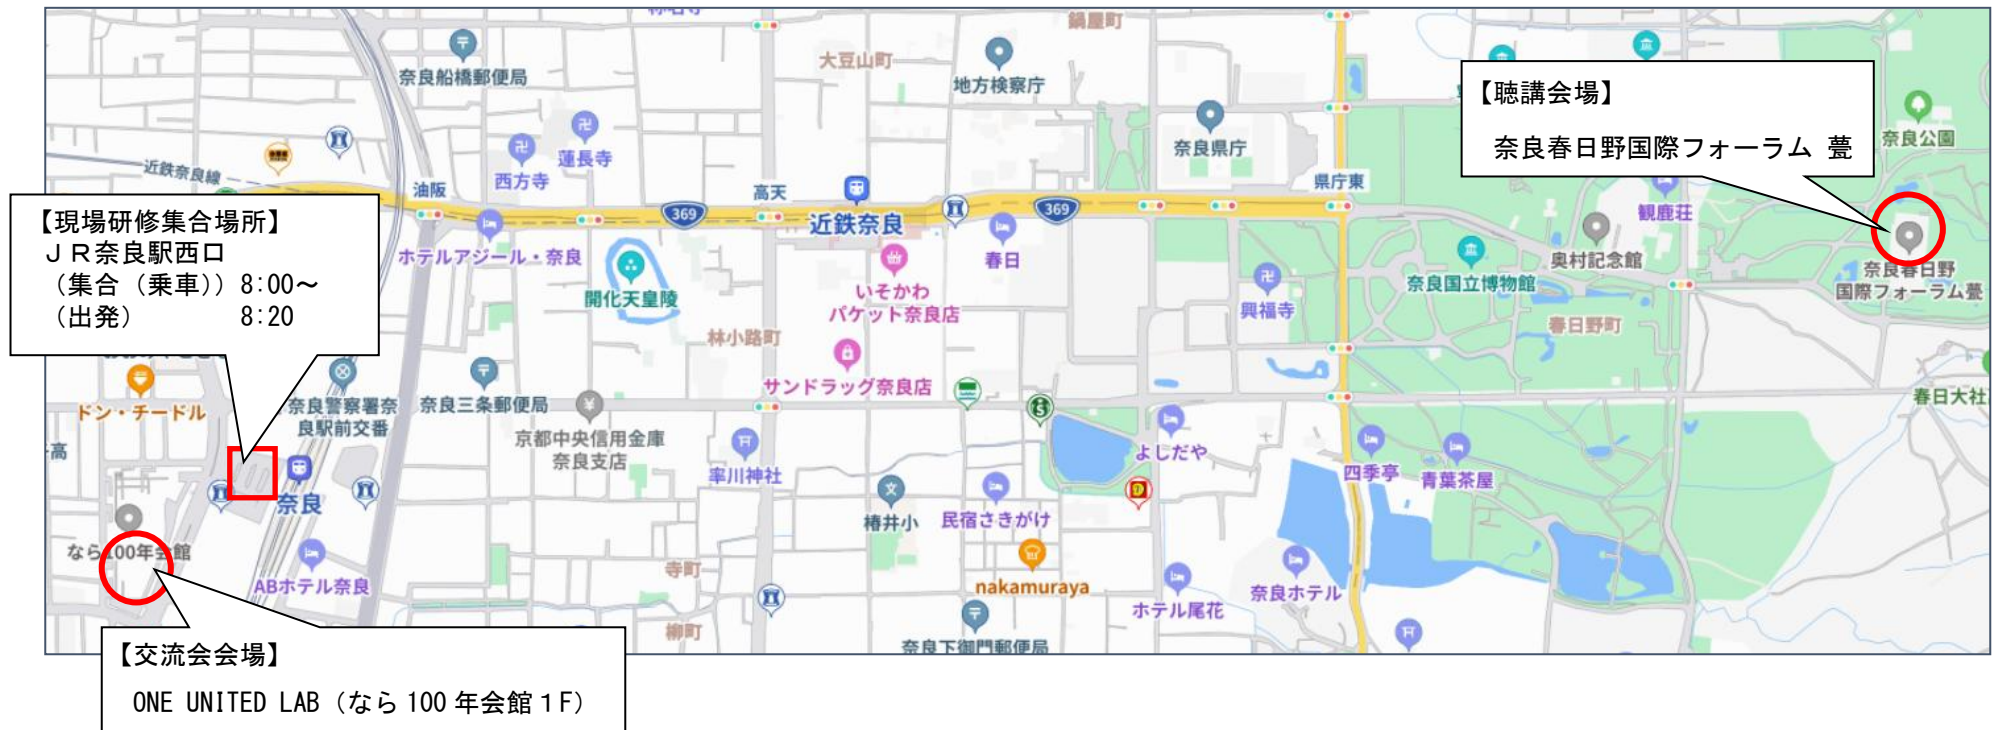 鍋屋町
奈良船橋郵便局
大豆山町
地方検察庁
【聴講会場】
奈良春日野国際フォーラム 甍
奈良公園
近鉄奈良線
西方寺
蓮長寺
奈良県庁
油阪
高天
県庁東
369
369
近鉄奈良
観鹿荘
【現場研修集合場所】
ＪＲ奈良駅西口
（集合（乗車））8:00～
（出発） 8:20
ホテルアジール・奈良
春日
開化天皇陵
いそかわ
パケット奈良店
興福寺
奈良国立博物館
奥村記念館
奈良春日野
国際フォーラム甍
林小路町
春日野町
サンドラッグ奈良店
ドン・チードル
奈良警察署奈
良駅前交番
奈良三条郵便局
京都中央信用金庫
奈良支店
率川神社
よしだや
四季亭
青葉茶屋
春日大社
高
奈良
椿井小
民宿さきがけ
なら100年会館
ABホテル奈良
寺町
nakamuraya
ホテル尾花
奈良ホテル
柳町
奈良下御門郵便局
【交流会会場】
ONE UNITED LAB（なら 100 年会館１F）